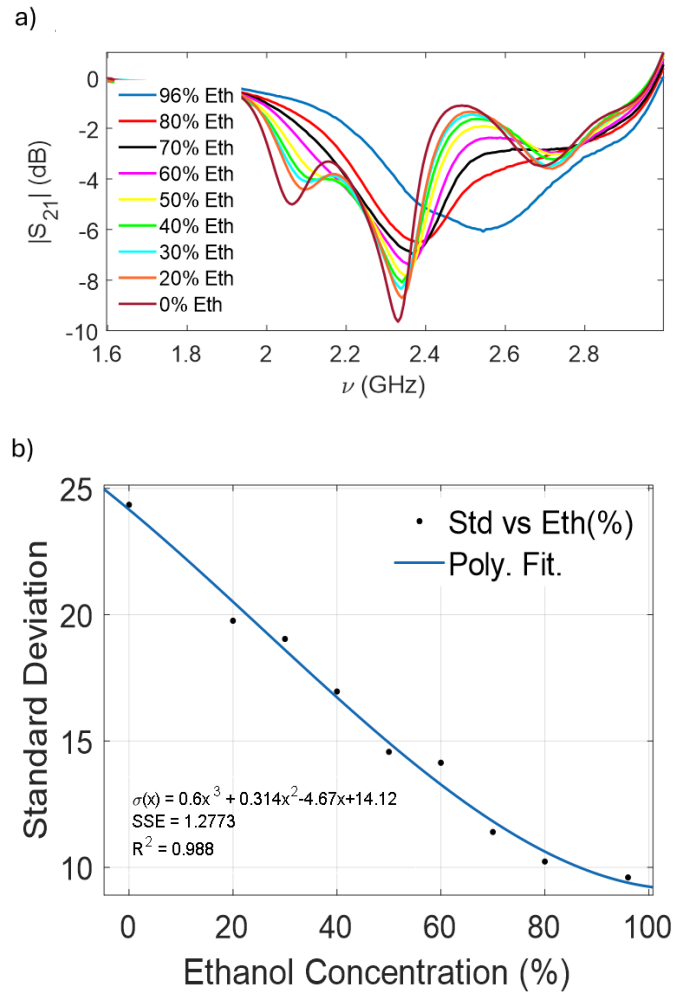 a)
0
-2
-4
-6
-8
-10
|S21| (dB)
96% Eth
80% Eth
70% Eth
60% Eth
50% Eth
40% Eth
30% Eth
20% Eth
0% Eth
1.6 1.8 2 2.2 2.4 2.6 2.8
ν (GHz)
b)
25
20
15
10
Standard Deviation
Std vs Eth(%)
Poly. Fit.
σ(x) = 0.6x³ + 0.314x²-4.67x+14.12
SSE = 1.2773
R² = 0.988
0 20 40 60 80 100
Ethanol Concentration (%)